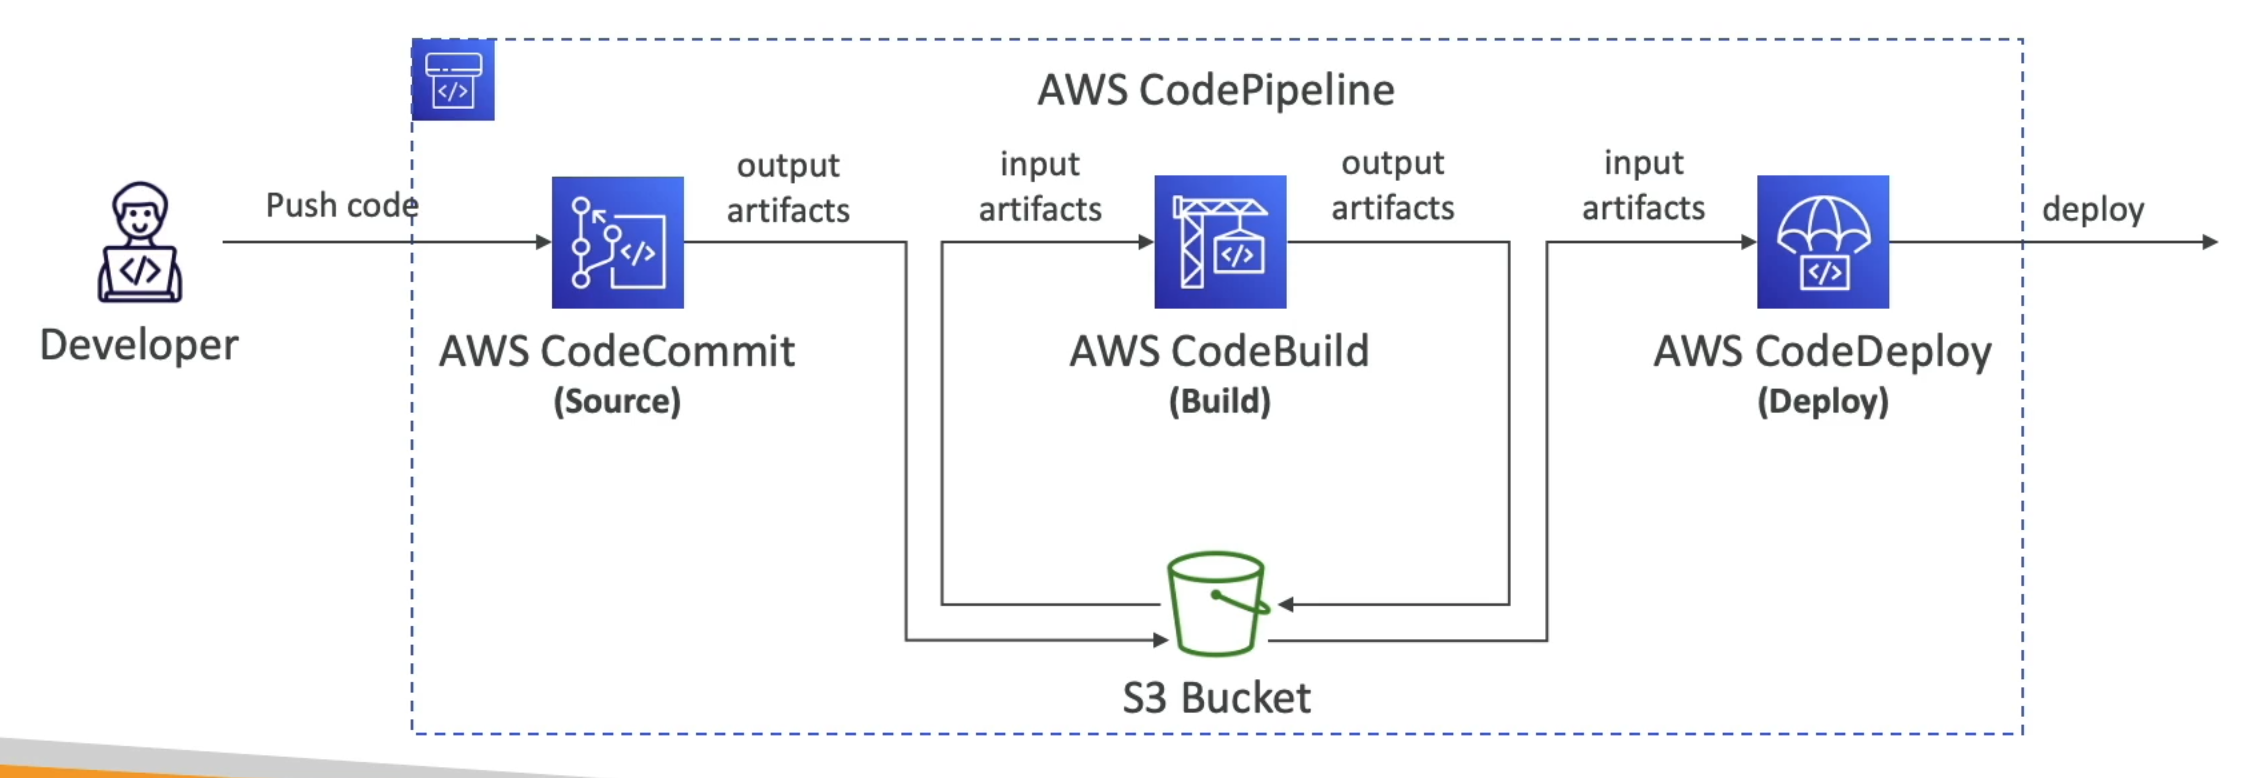 AWS CodePipeline
Push code
output
artifacts
input
artifacts
output
artifacts
input
artifacts
deploy
</>
</>
</>
</>
</>
Developer
AWS CodeCommit
(Source)
AWS CodeBuild
(Build)
AWS CodeDeploy
(Deploy)
S3 Bucket